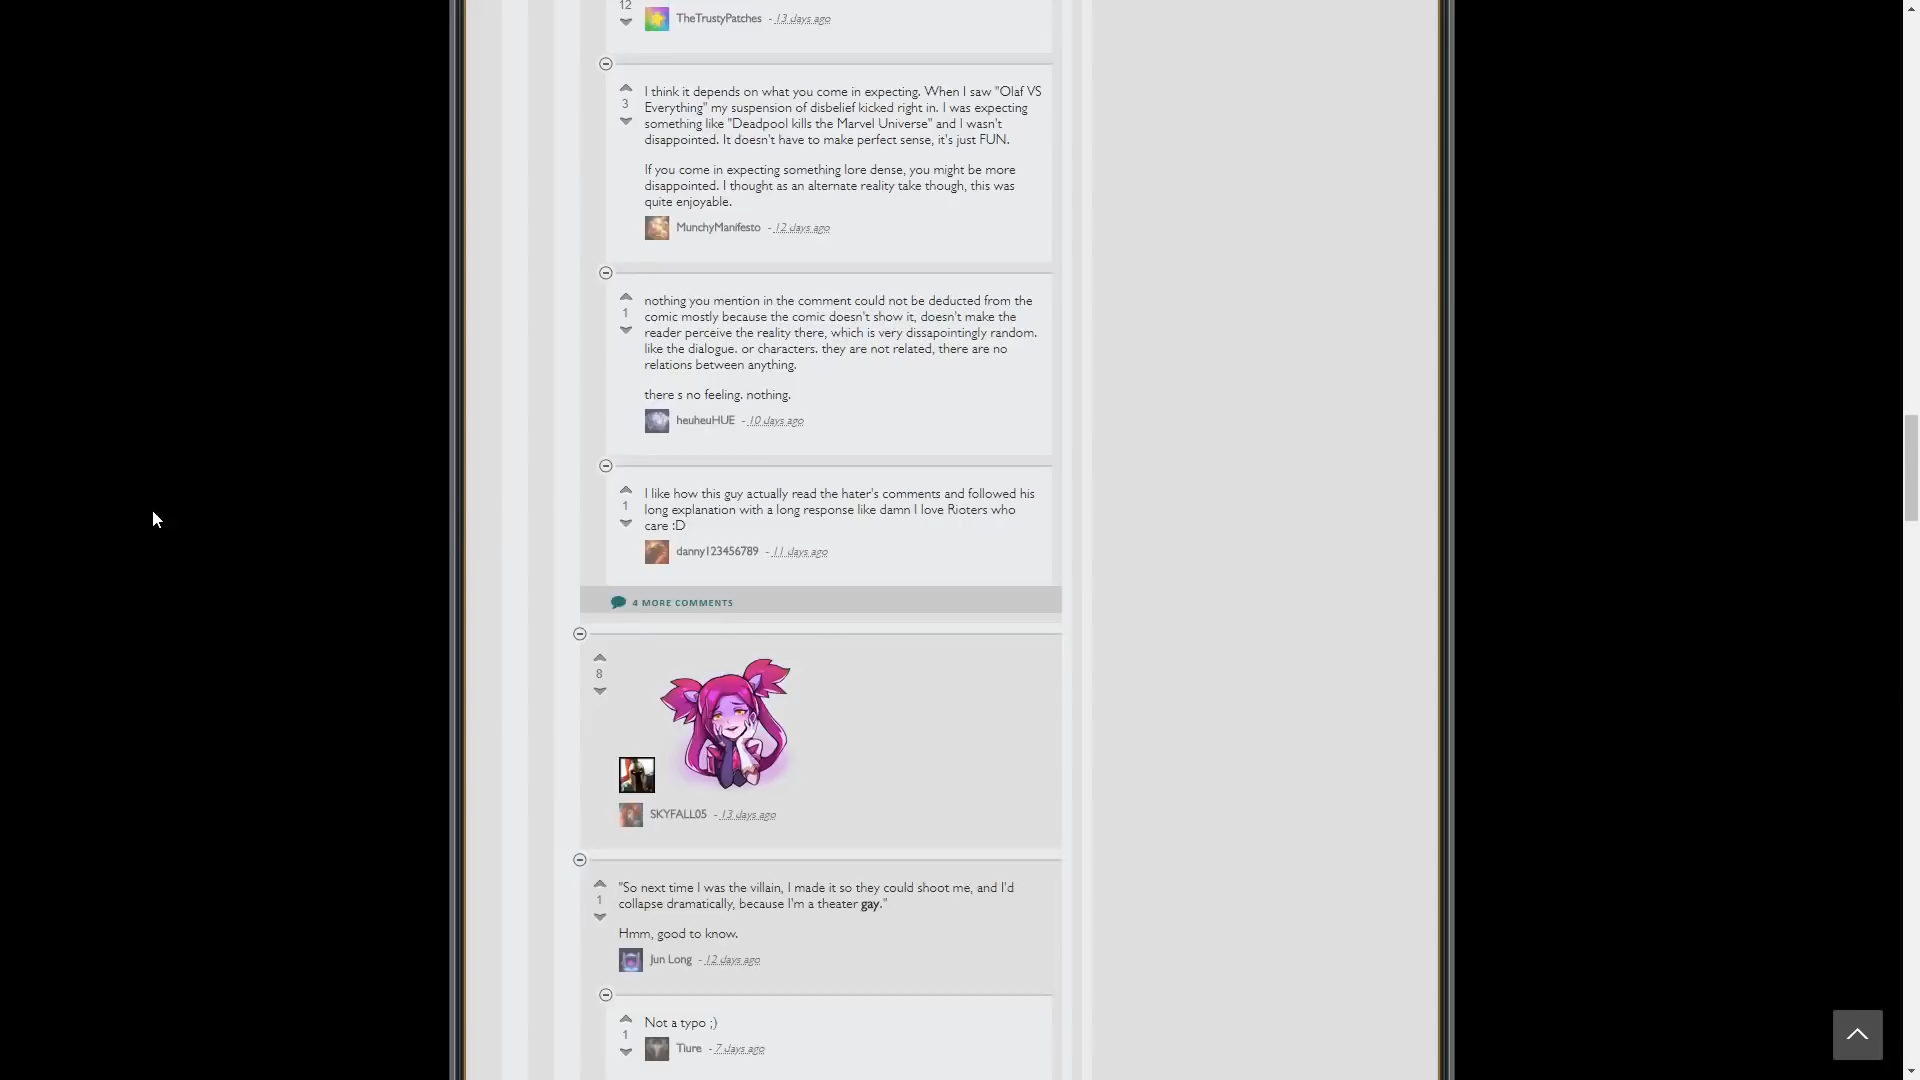 12
TheTrustyPatches - 13 days ago
I think it depends on what you come in expecting. When I saw "Olaf VS
3
Everything" my suspension of disbelief kicked right in. I was expecting
something like "Deadpool kills the Marvel Universe" and I wasn't
disappointed. It doesn't have to make perfect sense, it's just FUN.
If you come in expecting something lore dense, you might be more
disappointed. I thought as an alternate reality take though, this was
quite enjoyable.
MunchyManifesto - 12 days ago
nothing you mention in the comment could not be deducted from the
1
comic mostly because the comic doesn't show it, doesn't make the
reader perceive the reality there, which is very dissapointingly random.
like the dialogue. or characters. they are not related, there are no
relations between anything.
there s no feeling. nothing.
heuheuHUE - 10 days ago
I like how this guy actually read the hater's comments and followed his
1
long explanation with a long response like damn I love Rioters who
care :D
danny123456789 - 11 days ago
4 MORE COMMENTS
8
SKYFALL05 - 13 days ago
"So next time I was the villain, I made it so they could shoot me, and I'd
1
collapse dramatically, because I'm a theater gay."
Hmm, good to know.
Jun Long - 12 days ago
Not a typo ;)
1
Tiure - 7 days ago